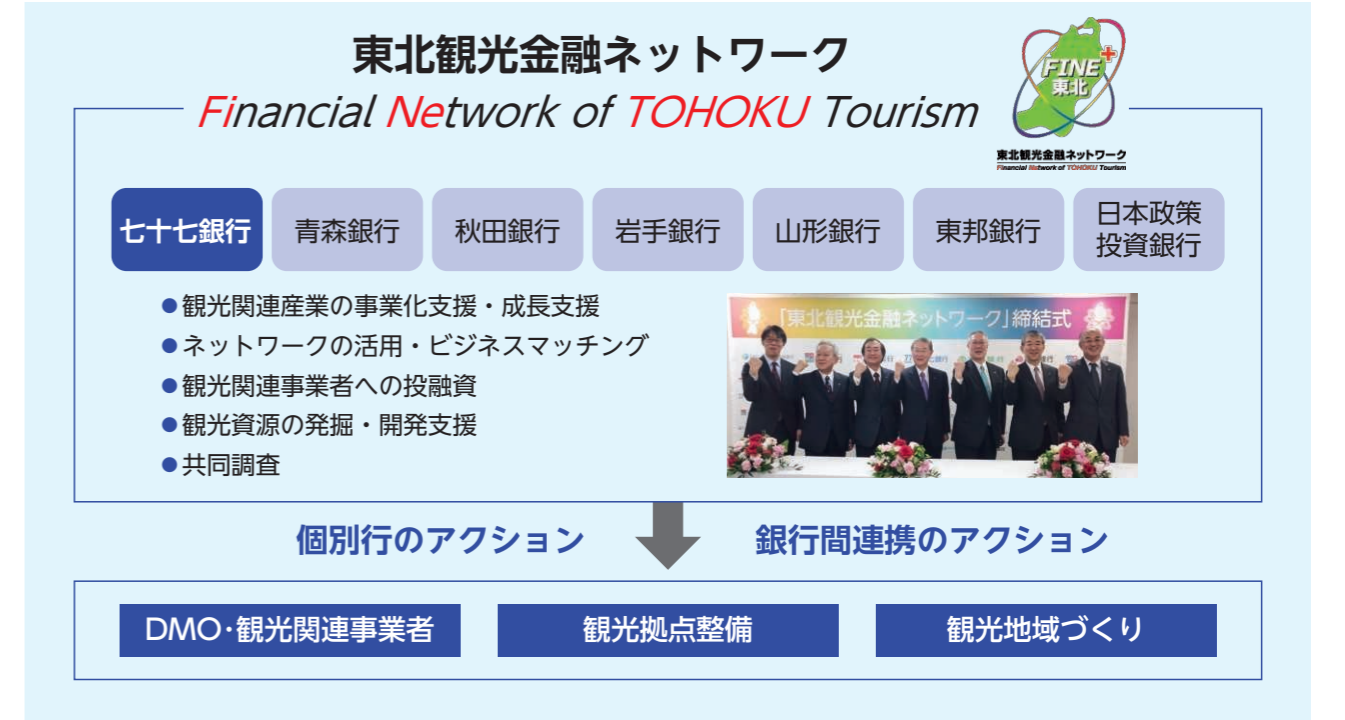 東北観光金融ネットワーク
Financial Network of TOHOKU Tourism
FINE+
東北
東北観光金融ネットワーク
Financial Network of TOHOKU Tourism
七十七銀行
青森銀行
秋田銀行
岩手銀行
山形銀行
東邦銀行
日本政策
投資銀行
●観光関連産業の事業化支援・成長支援
●ネットワークの活用・ビジネスマッチング
●観光関連事業者への投融資
●観光資源の発掘・開発支援
●共同調査
「東北観光金融ネットワーク」締結式
個別行のアクション
銀行間連携のアクション
DMO・観光関連事業者
観光拠点整備
観光地域づくり